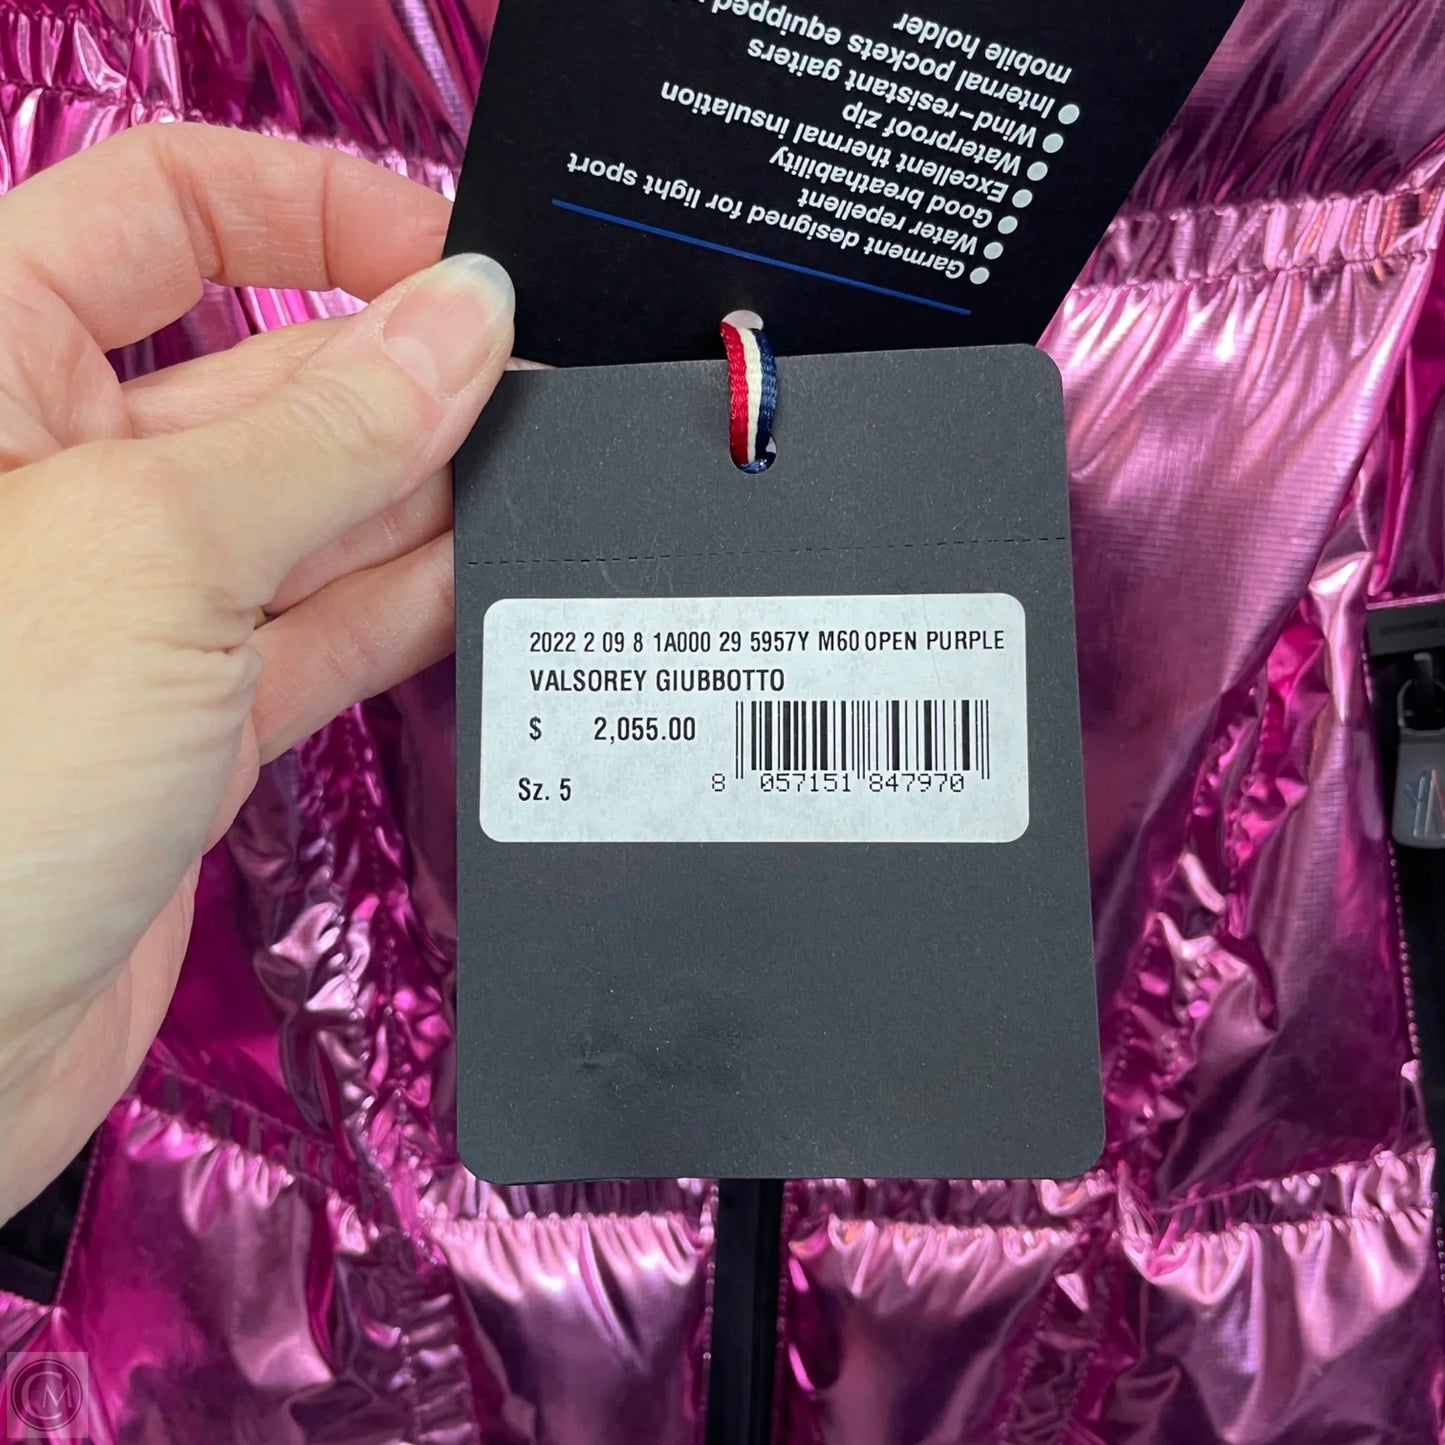 Garment designed for light sport
Water repellent
Good breathability
Excellent thermal insulation
Waterproof zip
Wind-resistant gaiters
Internal pockets equipped
mobile holder
2022 2 09 8 1A000 29 5957Y M60 OPEN PURPLE
VALSOREY GIUBBOTTO
$ 2,055.00
Sz. 5
8 057151 847970
CM